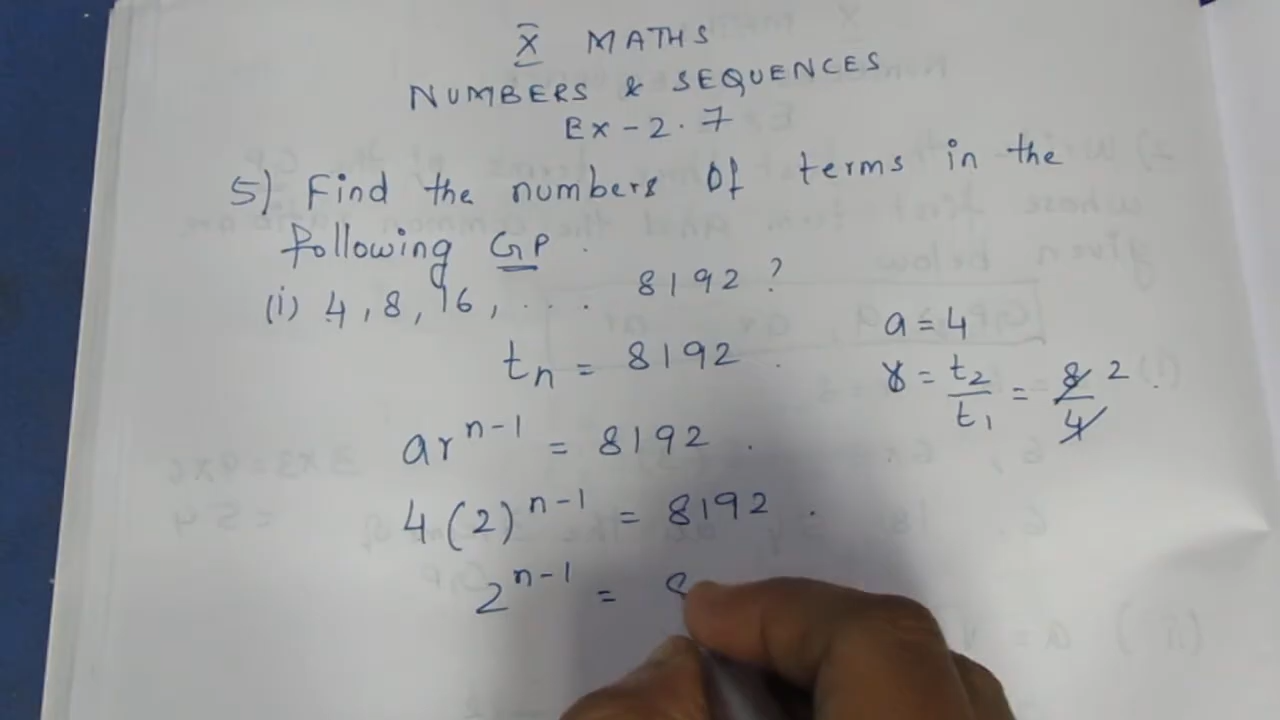 X MATHS
NUMBERS & SEQUENCES
Ex - 2.7
5) Find the numbers of terms in the
following GP.
(i) 4, 8, 16, .... 8192?
tn = 8192.
a = 4
r = t2/t1 = 8/4 2.
ar^n-1 = 8192.
4(2)^n-1 = 8192.
2^n-1 = 8